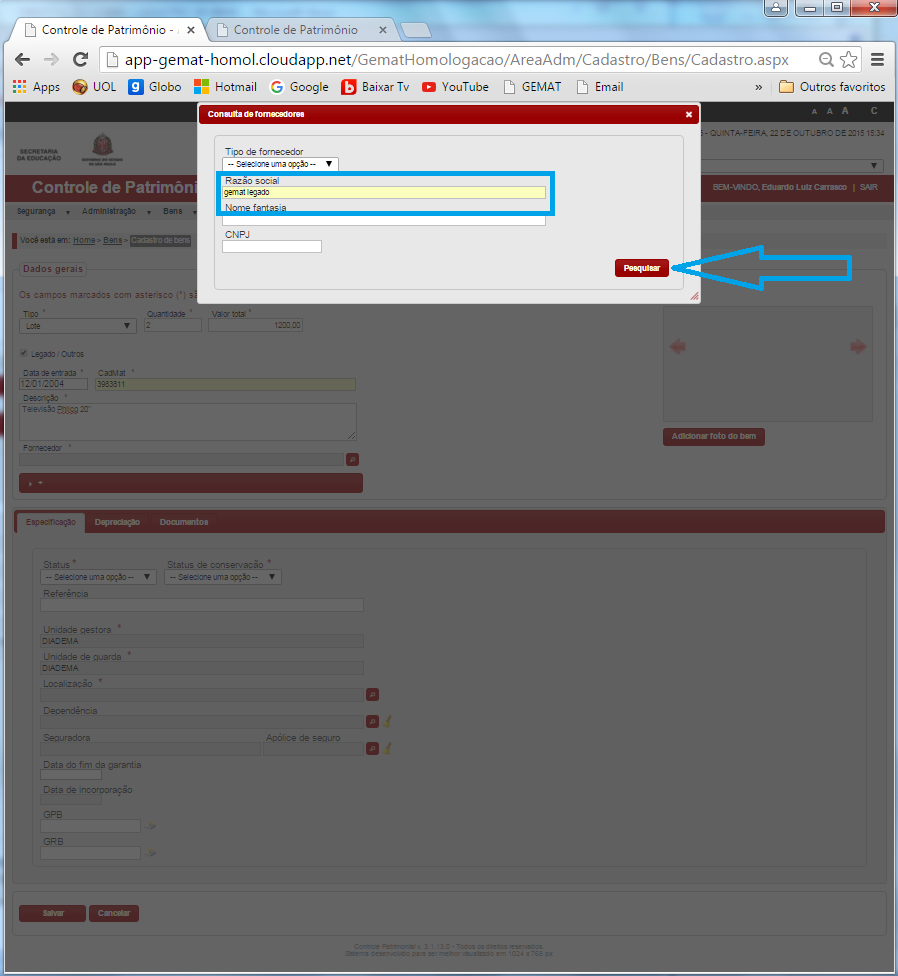 Controle de Patrimônio - Controle de Patrimônio
app-gemat-homol.cloudapp.net/GematHomologacao/AreaAdm/Cadastro/Bens/Cadastro.aspx
Apps UOL Globo Hotmail Google Baixar Tv YouTube GEMAT Email » Outros favoritos
Consulta de fornecedores
A A A C
SECRETARIA
DA EDUCAÇÃO
- QUINTA-FEIRA, 22 DE OUTUBRO DE 2015 15:34
Tipo de fornecedor
-- Selecione uma opção --
Razão social
gemat legado
Nome fantasia
CNPJ
Pesquisar
Controle de Patrimôni
BEM-VINDO, Eduardo Luiz Carrasco | SAIR
Segurança Administração Bens
Você está em: Home > Bens > Cadastro de bens
Dados gerais
Os campos marcados com asterisco (*) sã
Tipo * Quantidade * Valor total *
Lote 2 1200,00
Legado / Outros
Data de entrada * CadMat *
12/01/2004 3983811
Descrição *
Televisão Philco 20"
Fornecedor *
*
Adicionar foto do bem
Especificação Depreciação Documentos
Status * Status de conservação *
-- Selecione uma opção -- -- Selecione uma opção --
Referência
Unidade gestora *
DIADEMA
Unidade de guarda *
DIADEMA
Localização *
Dependência
Seguradora Apólice de seguro
Data do fim da garantia
Data de incorporação
GPB
GRB
Salvar Cancelar
Controle Patrimonial v. 3.1.13.0 - Todos os direitos reservados.
Sistema desenvolvido para ser melhor visualizado em 1024 x 768 px